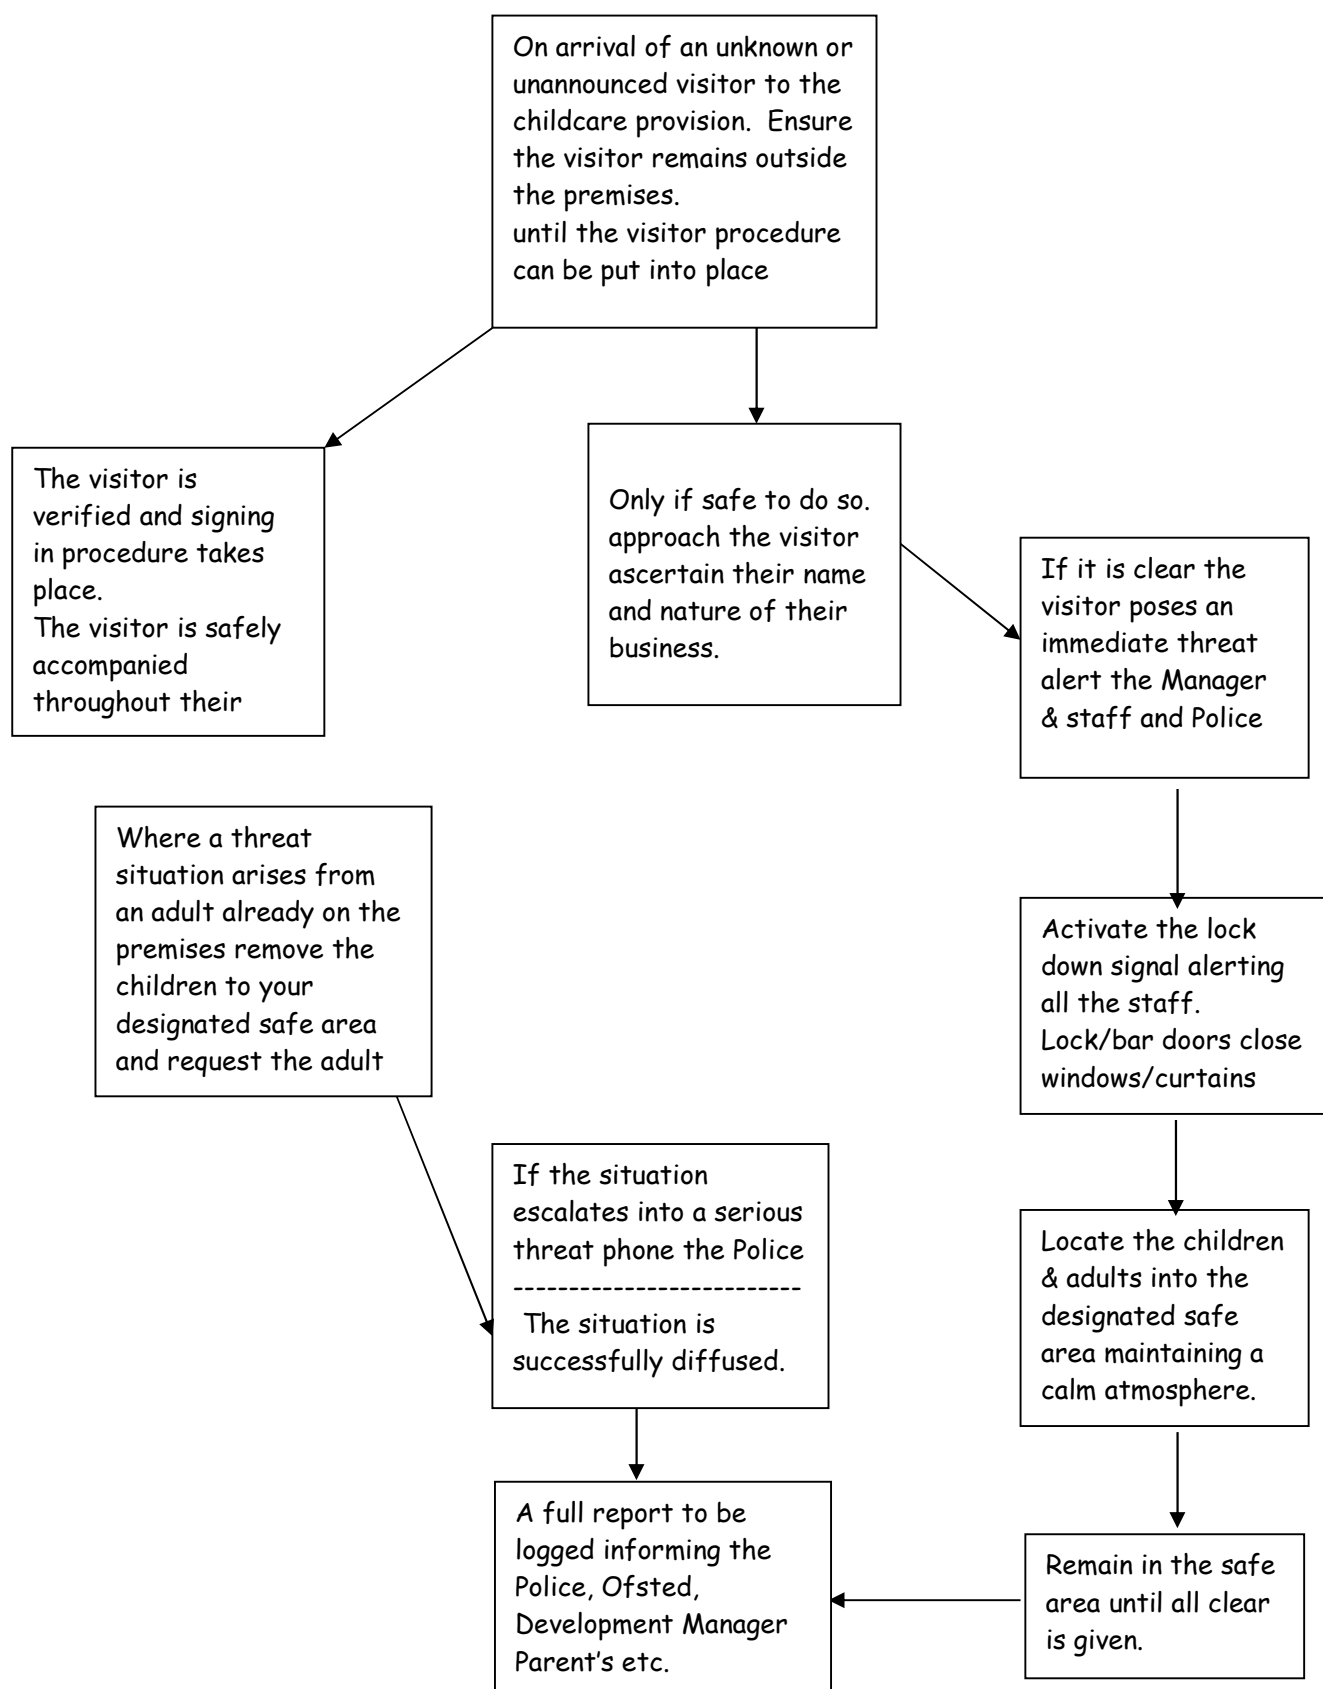 On arrival of an unknown or
unannounced visitor to the
childcare provision.  Ensure
the visitor remains outside
the premises.
until the visitor procedure
can be put into place
The visitor is
verified and signing
in procedure takes
place.
The visitor is safely
accompanied
throughout their
Only if safe to do so.
approach the visitor
ascertain their name
and nature of their
business.
If it is clear the
visitor poses an
immediate threat
alert the Manager
& staff and Police
Where a threat
situation arises from
an adult already on the
premises remove the
children to your
designated safe area
and request the adult
Activate the lock
down signal alerting
all the staff.
Lock/bar doors close
windows/curtains
If the situation
escalates into a serious
threat phone the Police
--------------------------
The situation is
successfully diffused.
Locate the children
& adults into the
designated safe
area maintaining a
calm atmosphere.
A full report to be
logged informing the
Police, Ofsted,
Development Manager
Parent's etc.
Remain in the safe
area until all clear
is given.